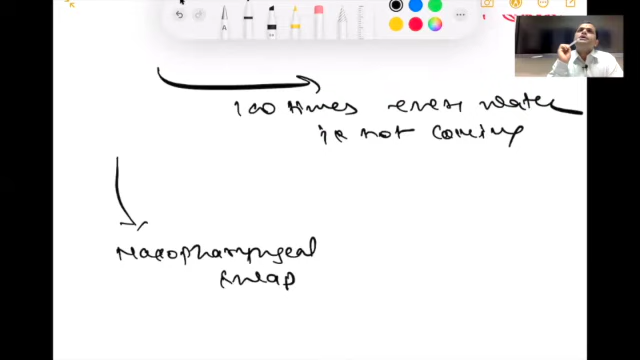 100 times even water
is not coming
Nasopharyngeal
swap